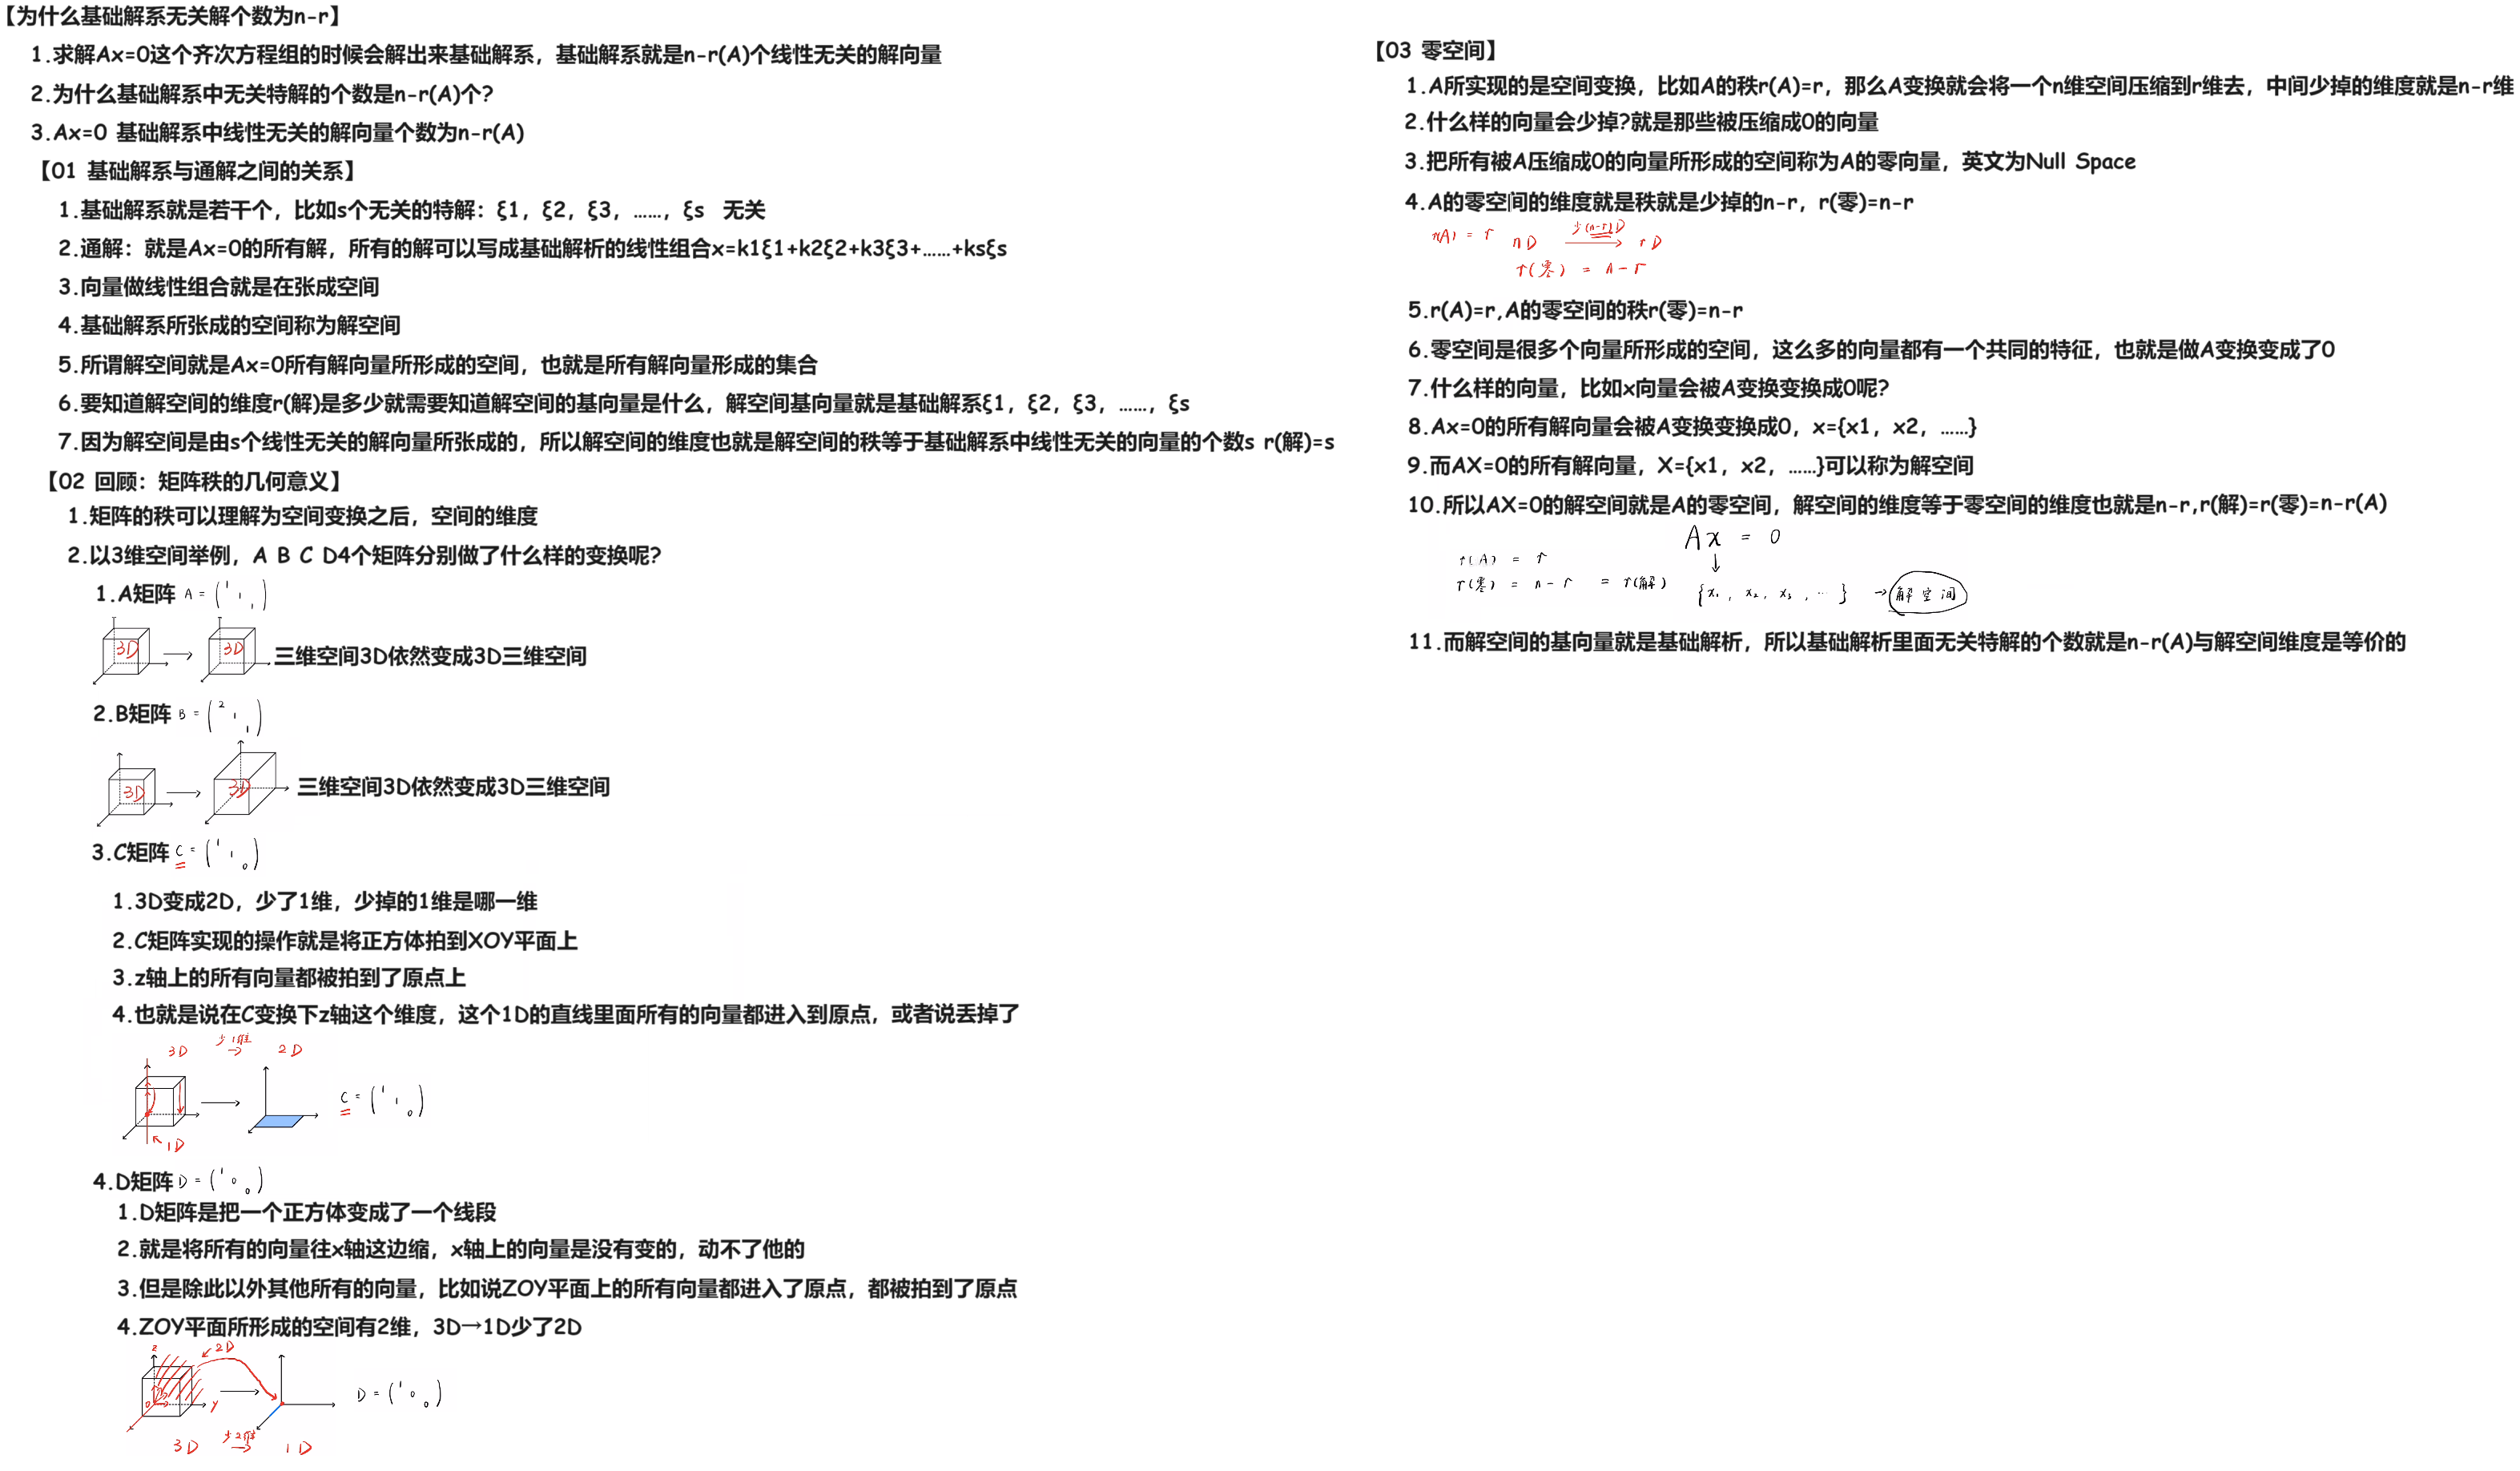 【为什么基础解系无关解个数为n-r】
1.求解Ax=0这个齐次方程组的时候会解出来基础解系，基础解系就是n-r(A)个线性无关的解向量
2.为什么基础解系中无关特解的个数是n-r(A)个?
3.Ax=0 基础解系中线性无关的解向量个数为n-r(A)
【01 基础解系与通解之间的关系】
1.基础解系就是若干个，比如s个无关的特解：ξ1，ξ2，ξ3，……，ξs 无关
2.通解：就是Ax=0的所有解，所有的解可以写成基础解析的线性组合x=k1ξ1+k2ξ2+k3ξ3+……+ksξs
3.向量做线性组合就是在张成空间
4.基础解系所张成的空间称为解空间
5.所谓解空间就是Ax=0所有解向量所形成的空间，也就是所有解向量形成的集合
6.要知道解空间的维度r(解)是多少就需要知道解空间的基向量是什么，解空间基向量就是基础解系ξ1，ξ2，ξ3，……，ξs
7.因为解空间是由s个线性无关的解向量所张成的，所以解空间的维度也就是解空间的秩等于基础解系中线性无关的向量的个数s r(解)=s
【02 回顾：矩阵秩的几何意义】
1.矩阵的秩可以理解为空间变换之后，空间的维度
2.以3维空间举例，A B C D4个矩阵分别做了什么样的变换呢?
1.A矩阵 A = (1 1 1)
3D → 3D 三维空间3D依然变成3D三维空间
2.B矩阵 B = (2 1 1)
3D → 3D 三维空间3D依然变成3D三维空间
3.C矩阵 C = (1 1 0)
1.3D变成2D，少了1维，少掉的1维是哪一维
2.C矩阵实现的操作就是将正方体拍到XOY平面上
3.z轴上的所有向量都被拍到了原点上
4.也就是说在C变换下z轴这个维度，这个1D的直线里面所有的向量都进入到原点，或者说丢掉了
3D 少1维 → 2D
C = (1 1 0)
1D
4.D矩阵 D = (1 0 0)
1.D矩阵是把一个正方体变成了一个线段
2.就是将所有的向量往x轴这边缩，x轴上的向量是没有变的，动不了他的
3.但是除此以外其他所有的向量，比如说ZOY平面上的所有向量都进入了原点，都被拍到了原点
4.ZOY平面所形成的空间有2维，3D→1D少了2D
z 2D
D = (1 0 0)
0 y
3D 少2维 → 1D
【03 零空间】
1.A所实现的是空间变换，比如A的秩r(A)=r，那么A变换就会将一个n维空间压缩到r维去，中间少掉的维度就是n-r维
2.什么样的向量会少掉?就是那些被压缩成0的向量
3.把所有被A压缩成0的向量所形成的空间称为A的零向量，英文为Null Space
4.A的零空间的维度就是秩就是少掉的n-r，r(零)=n-r
r(A) = r nD 少(n-r)D → rD
r(零) = n-r
5.r(A)=r,A的零空间的秩r(零)=n-r
6.零空间是很多个向量所形成的空间，这么多的向量都有一个共同的特征，也就是做A变换变成了0
7.什么样的向量，比如x向量会被A变换变换成0呢?
8.Ax=0的所有解向量会被A变换变换成0，x={x1，x2，……}
9.而AX=0的所有解向量，X={x1，x2，……}可以称为解空间
10.所以AX=0的解空间就是A的零空间，解空间的维度等于零空间的维度也就是n-r,r(解)=r(零)=n-r(A)
Ax = 0
r(A) = r
r(零) = n-r = r(解)
↓
{x1, x2, x3, …} → 解空间
11.而解空间的基向量就是基础解析，所以基础解析里面无关特解的个数就是n-r(A)与解空间维度是等价的